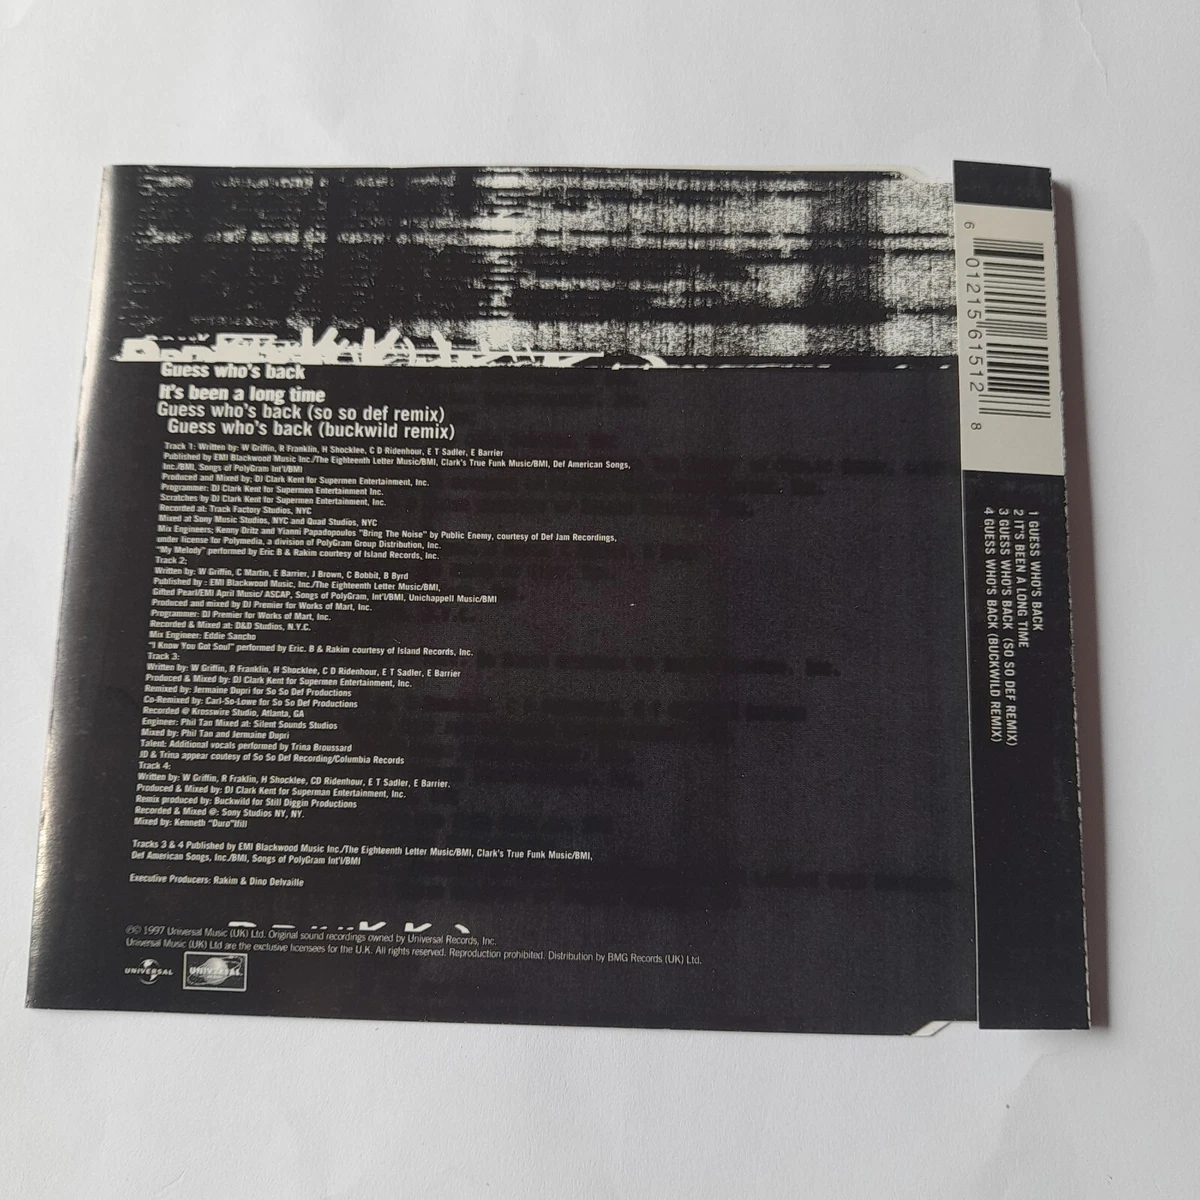 Guess who's back
It's been a long time
Guess who's back (so so def remix)
Guess who's back (buckwild remix)
Track 1: Written by: W Griffin, R Franklin, H Shocklee, C D Ridenhour, E T Sadler, E Barrier
Published by EMI Blackwood Music Inc./The Eighteenth Letter Music/BMI, Clark's True Funk Music/BMI, Def American Songs,
Inc./BMI, Songs of PolyGram Int'l/BMI
Produced and Mixed by: DJ Clark Kent for Supermen Entertainment, Inc.
Programmer: DJ Clark Kent for Supermen Entertainment Inc.
Scratches by DJ Clark Kent for Supermen Entertainment, Inc.
Recorded at: Track Factory Studios, NYC
Mixed at Sony Music Studios, NYC and Quad Studios, NYC
Mix Engineers: Kenny Ortiz and Yianni Papadopoulos "Bring The Noise" by Public Enemy, courtesy of Def Jam Recordings,
under license for Polymedia, a division of PolyGram Group Distribution, Inc.
"My Melody" performed by Eric B & Rakim courtesy of Island Records, Inc.
Track 2:
Written by: W Griffin, C Martin, E Barrier, J Brown, C Bobbit, B Byrd
Published by : EMI Blackwood Music, Inc./The Eighteenth Letter Music/BMI,
Gifted Pearl/EMI April Music/ ASCAP, Songs of PolyGram, Int'l/BMI, Unichappell Music/BMI
Produced and mixed by DJ Premier for Works of Mart, Inc.
Programmer: DJ Premier for Works of Mart, Inc.
Recorded & Mixed at: D&D Studios, N.Y.C.
Mix Engineer: Eddie Sancho
"I Know You Got Soul" performed by Eric. B & Rakim courtesy of Island Records, Inc.
Track 3:
Written by: W Griffin, R Franklin, H Shocklee, C D Ridenhour, E T Sadler, E Barrier
Produced & Mixed by: DJ Clark Kent for Supermen Entertainment, Inc.
Remixed by: Jermaine Dupri for So So Def Productions
Co-Remixed by: Carl-So-Lowe for So So Def Productions
Recorded @ Krosswire Studio, Atlanta, GA
Engineer: Phil Tan Mixed at: Silent Sounds Studios
Mixed by: Phil Tan and Jermaine Dupri
Talent: Additional vocals performed by Trina Broussard
JD & Trina appear coutesy of So So Def Recording/Columbia Records
Track 4:
Written by: W Griffin, R Fraklin, H Shocklee, CD Ridenhour, E T Sadler, E Barrier.
Produced & Mixed by: DJ Clark Kent for Superman Entertainment, Inc.
Remix produced by: Buckwild for Still Diggin Productions
Recorded & Mixed @: Sony Studios NY, NY.
Mixed by: Kenneth "Duro"Ifill
Tracks 3 & 4 Published by EMI Blackwood Music Inc./The Eighteenth Letter Music/BMI, Clark's True Funk Music/BMI,
Def American Songs, Inc./BMI, Songs of PolyGram Int'l/BMI
Executive Producers: Rakim & Dino Delvaille
℗© 1997 Universal Music (UK) Ltd. Original sound recordings owned by Universal Records, Inc.
Universal Music (UK) Ltd are the exclusive licensees for the U.K. All rights reserved. Reproduction prohibited. Distribution by BMG Records (UK) Ltd.
UNIVERSAL
UNIVERSAL
6 01215 61512 8
1 GUESS WHO'S BACK
2 IT'S BEEN A LONG TIME
3 GUESS WHO'S BACK (SO SO DEF REMIX)
4 GUESS WHO'S BACK (BUCKWILD REMIX)